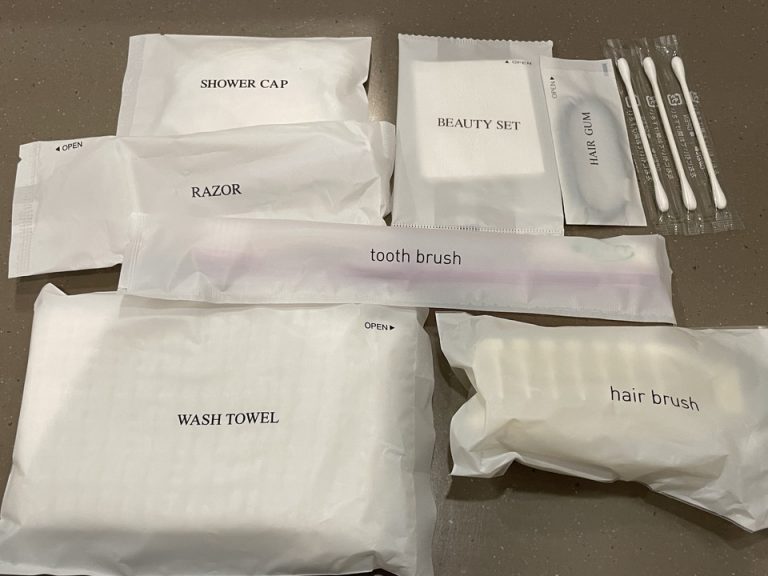 SHOWER CAP
▲ OPEN
BEAUTY SET
OPEN ▶
HAIR GUM
◀ OPEN
RAZOR
tooth brush
OPEN ▶
WASH TOWEL
hair brush